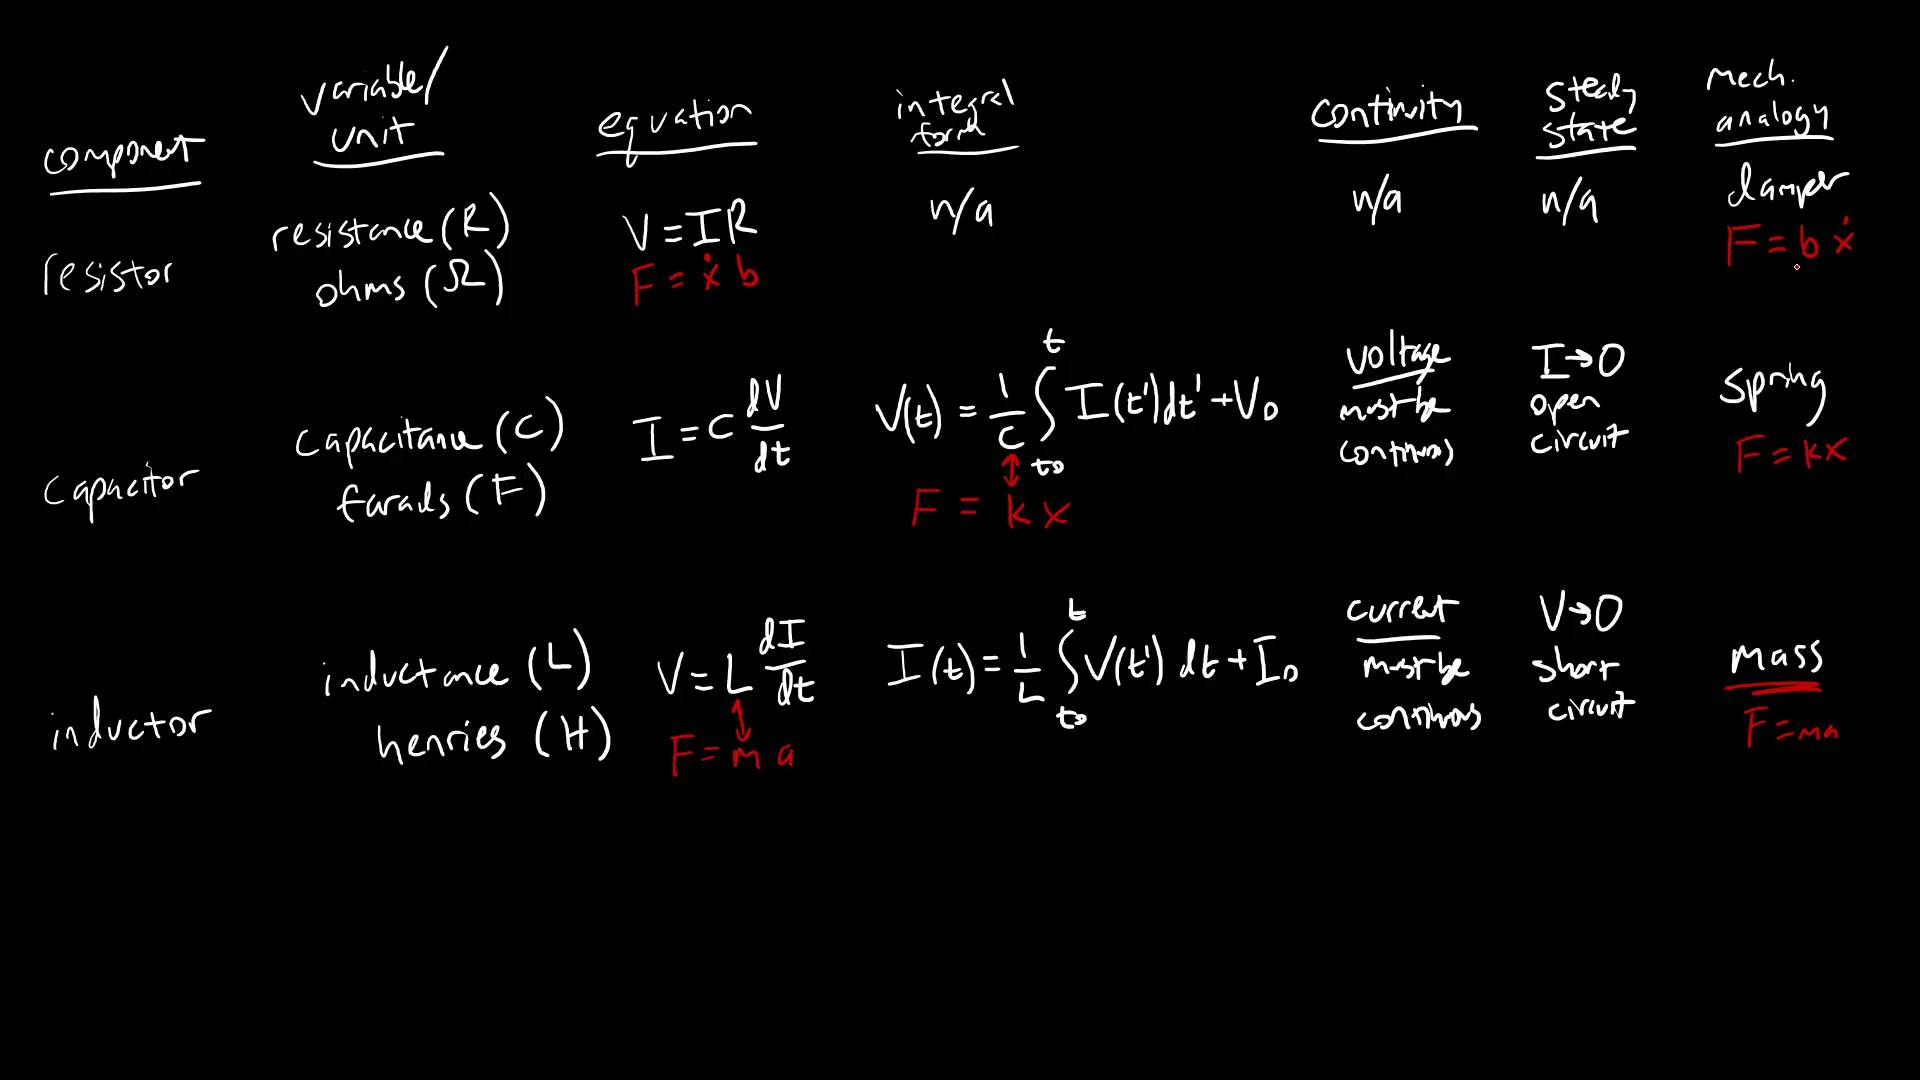 component
variable/
unit
equation
integral
form
continuity
steady
state
mech.
analogy
resistor
resistance (R)
ohms (Ω)
V = IR
F = ẋ b
n/a
n/a
n/a
damper
F = b ẋ
capacitor
capacitance (C)
farads (F)
I = C dV/dt
V(t) = 1/C ∫_{t0}^{t} I(t')dt' + V0
F = k x
voltage
must be
continuous
I→0
open
circuit
spring
F = kx
inductor
inductance (L)
henries (H)
V = L dI/dt
F = m a
I(t) = 1/L ∫_{t0}^{t} V(t') dt + I0
current
must be
continuous
V→0
short
circuit
mass
F=ma